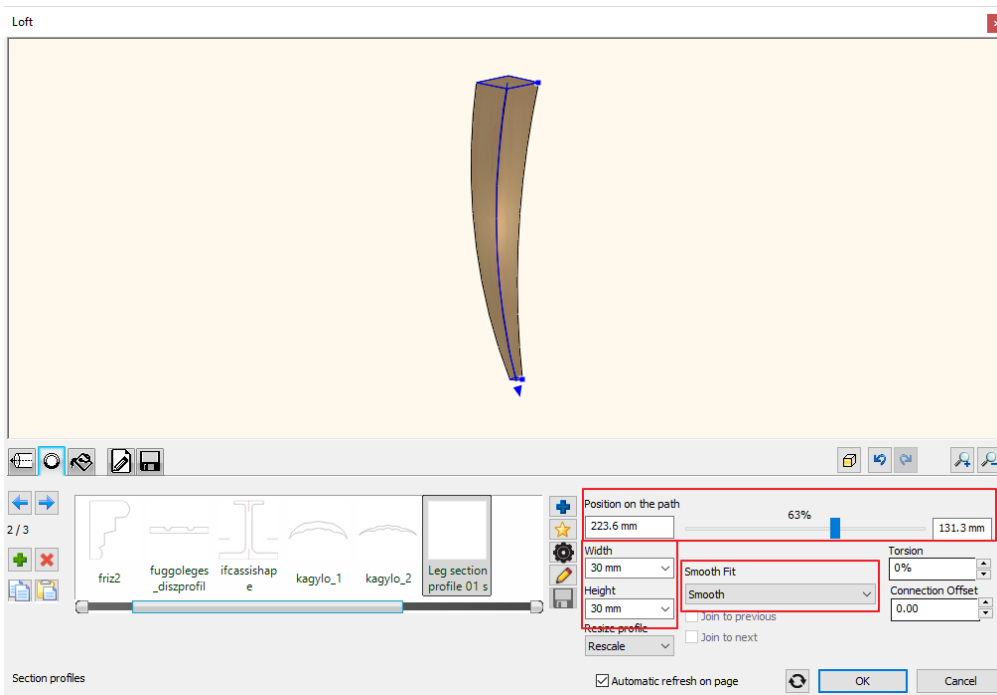 Loft
Position on the path
63%
223.6 mm
131.3 mm
2 / 3
Width
30 mm
Smooth Fit
Smooth
Torsion
0%
Height
30 mm
Connection Offset
0.00
friz2
fuggoleges
_diszprofil
ifcassishap
e
kagylo_1
kagylo_2
Leg section
profile 01 s
Join to previous
Resize profile
Join to next
Rescale
Section profiles
Automatic refresh on page
OK
Cancel